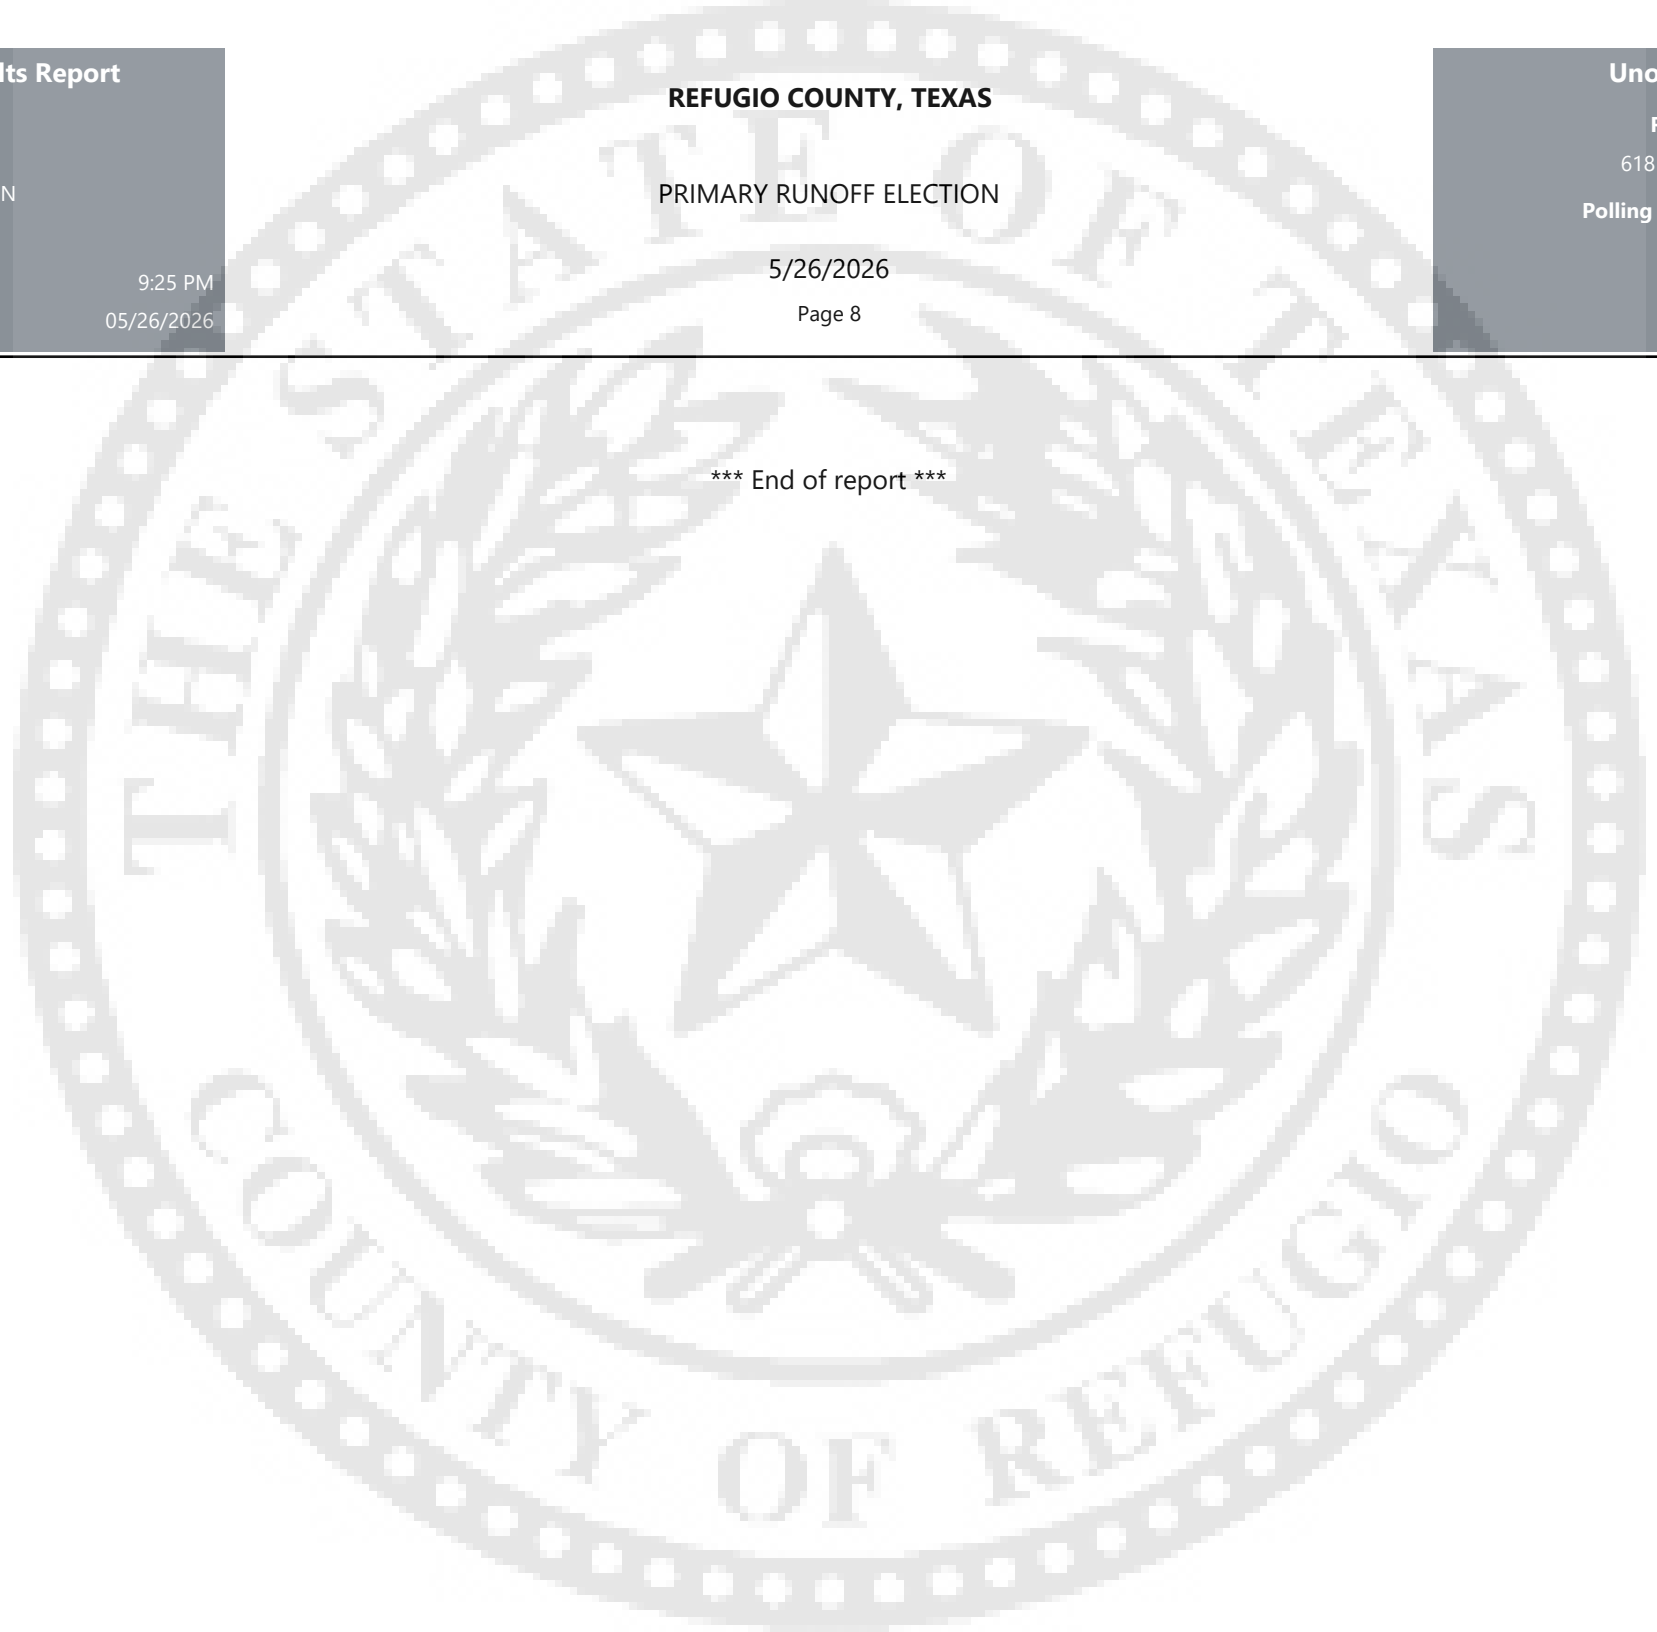 lts Report
N
9:25 PM
05/26/2026
REFUGIO COUNTY, TEXAS
PRIMARY RUNOFF ELECTION
5/26/2026
Page 8
Uno
618
Polling
*** End of report ***
THE STATE OF TEXAS
COUNTY OF REFUGIO